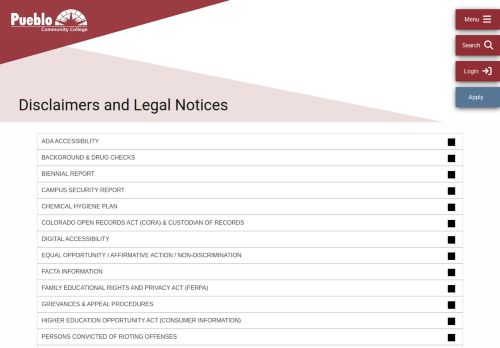 Pueblo
Community College
Menu
Search
Login
Apply
Disclaimers and Legal Notices
ADA ACCESSIBILITY
BACKGROUND & DRUG CHECKS
BIENNIAL REPORT
CAMPUS SECURITY REPORT
CHEMICAL HYGIENE PLAN
COLORADO OPEN RECORDS ACT (CORA) & CUSTODIAN OF RECORDS
DIGITAL ACCESSIBILITY
EQUAL OPPORTUNITY / AFFIRMATIVE ACTION / NON-DISCRIMINATION
FACTA INFORMATION
FAMILY EDUCATIONAL RIGHTS AND PRIVACY ACT (FERPA)
GRIEVANCES & APPEAL PROCEDURES
HIGHER EDUCATION OPPORTUNITY ACT (CONSUMER INFORMATION)
PERSONS CONVICTED OF RIOTING OFFENSES